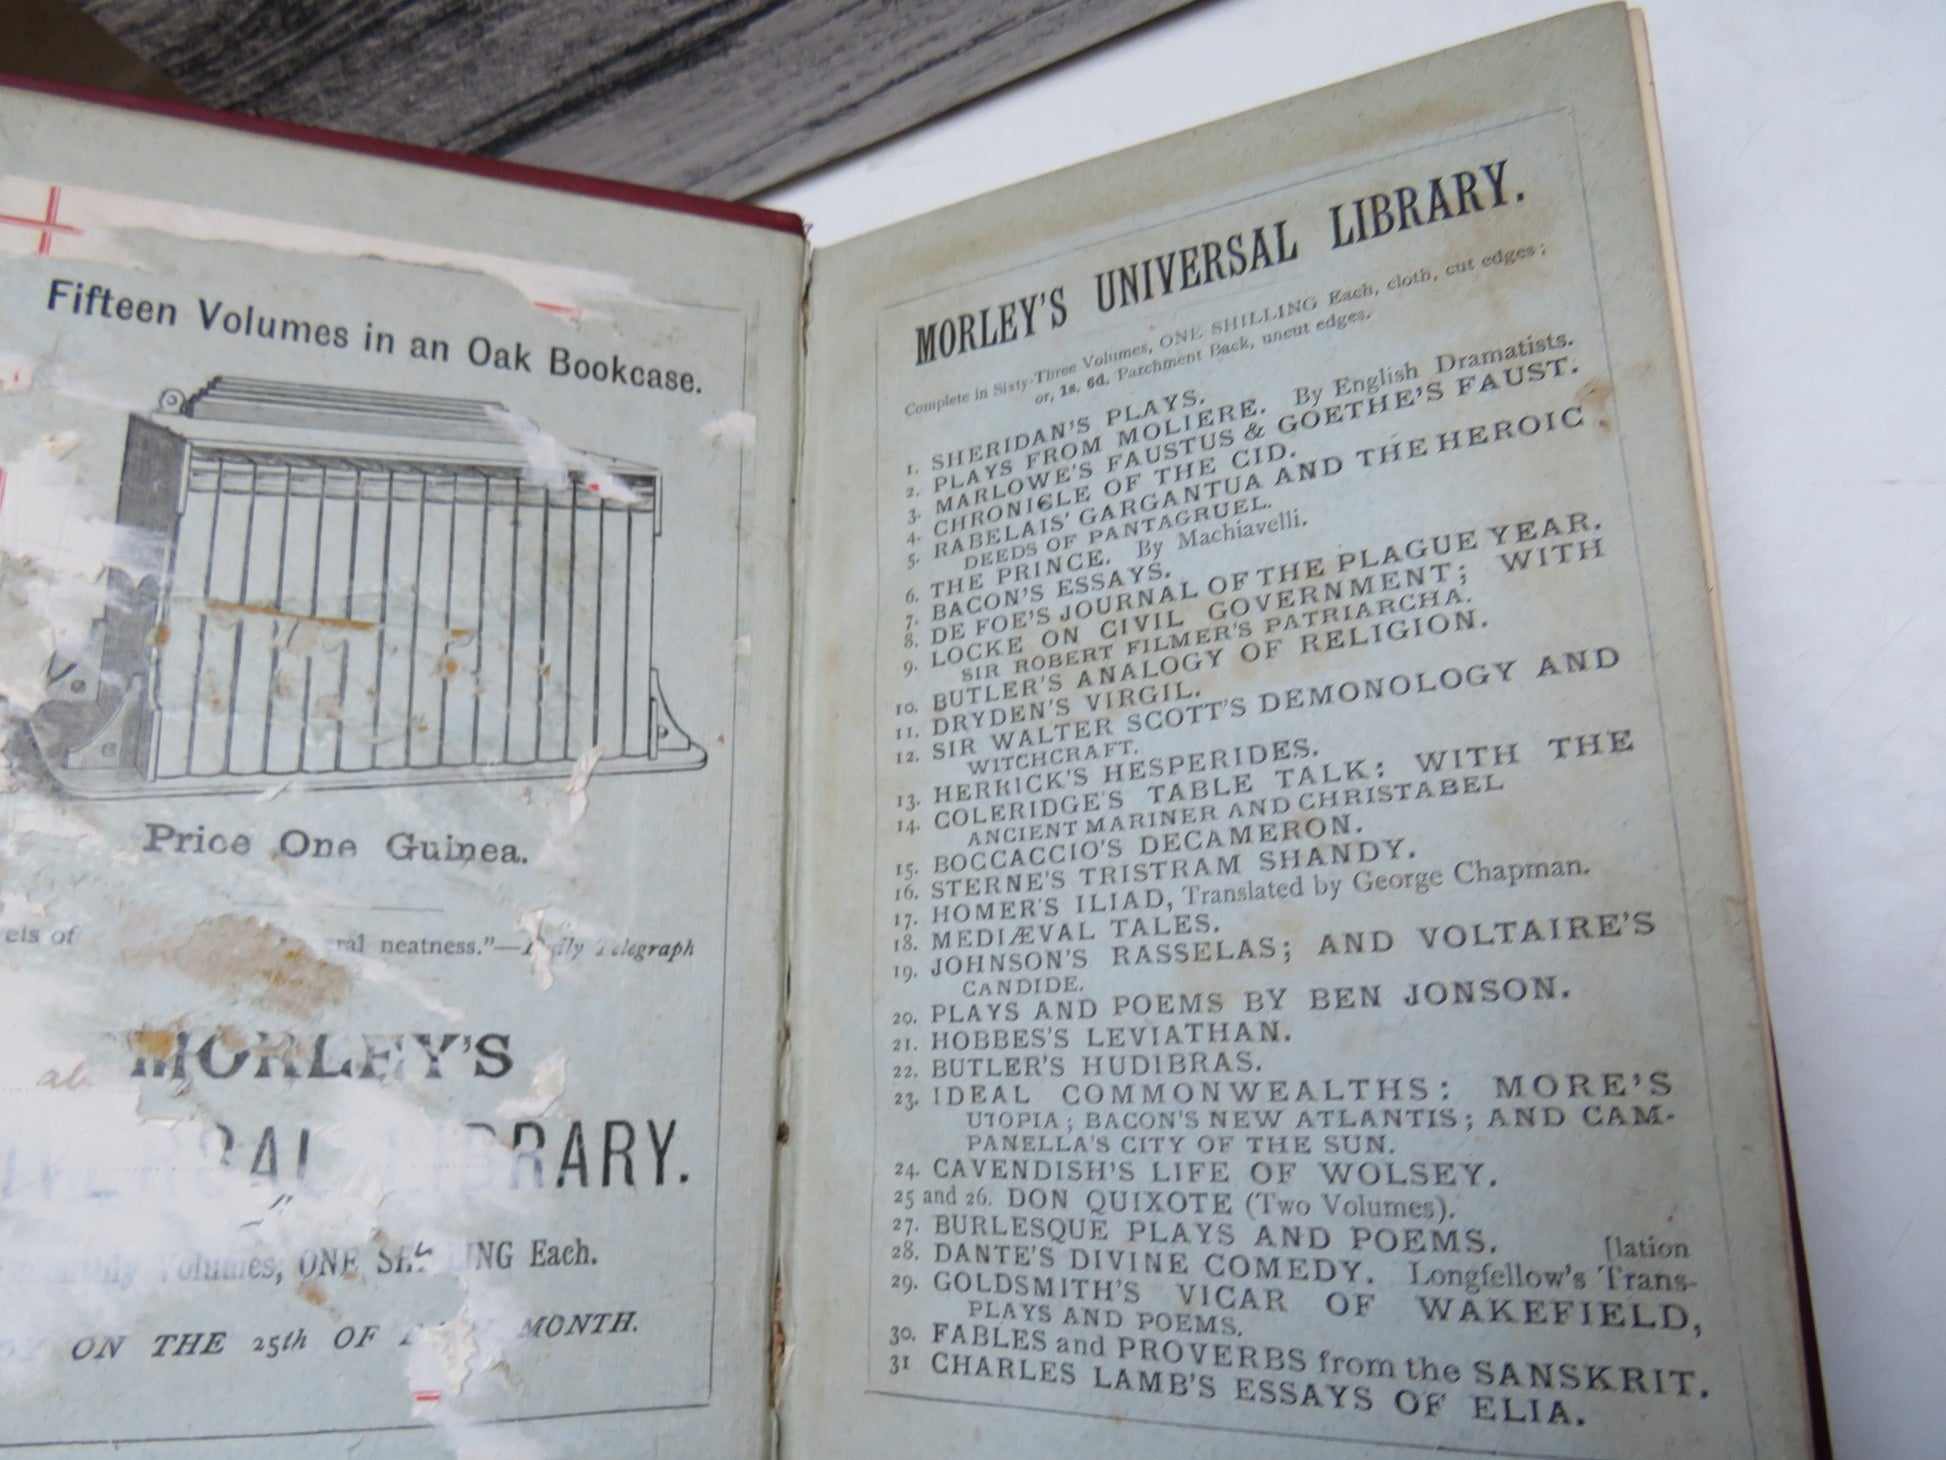 Fifteen Volumes in an Oak Bookcase.
Price One Guinea.
els of ral neatness."—Daily Telegraph
MORLEY'S
LIBRARY.
Volumes, ONE SHILLING Each.
ON THE 25th OF MONTH.
MORLEY'S UNIVERSAL LIBRARY.
Complete in Sixty-Three Volumes, ONE SHILLING Each, cloth, cut edges;
or, 1s. 6d. Parchment Back, uncut edges.
1. SHERIDAN'S PLAYS.
2. PLAYS FROM MOLIERE. By English Dramatists.
3. MARLOWE'S FAUSTUS & GOETHE'S FAUST.
4. CHRONICLE OF THE CID.
5. RABELAIS' GARGANTUA AND THE HEROIC
DEEDS OF PANTAGRUEL.
6. THE PRINCE. By Machiavelli.
7. BACON'S ESSAYS.
8. DE FOE'S JOURNAL OF THE PLAGUE YEAR.
9. LOCKE ON CIVIL GOVERNMENT; WITH
SIR ROBERT FILMER'S PATRIARCHA.
10. BUTLER'S ANALOGY OF RELIGION.
11. DRYDEN'S VIRGIL.
12. SIR WALTER SCOTT'S DEMONOLOGY AND
WITCHCRAFT.
13. HERRICK'S HESPERIDES.
14. COLERIDGE'S TABLE TALK: WITH THE
ANCIENT MARINER AND CHRISTABEL
15. BOCCACCIO'S DECAMERON.
16. STERNE'S TRISTRAM SHANDY.
17. HOMER'S ILIAD, Translated by George Chapman.
18. MEDIÆVAL TALES.
19. JOHNSON'S RASSELAS; AND VOLTAIRE'S
CANDIDE.
20. PLAYS AND POEMS BY BEN JONSON.
21. HOBBES'S LEVIATHAN.
22. BUTLER'S HUDIBRAS.
23. IDEAL COMMONWEALTHS: MORE'S
UTOPIA; BACON'S NEW ATLANTIS; AND CAM-
PANELLA'S CITY OF THE SUN.
24. CAVENDISH'S LIFE OF WOLSEY.
25 and 26. DON QUIXOTE (Two Volumes).
27. BURLESQUE PLAYS AND POEMS. [lation
28. DANTE'S DIVINE COMEDY. Longfellow's Trans-
29. GOLDSMITH'S VICAR OF WAKEFIELD,
PLAYS AND POEMS.
30. FABLES and PROVERBS from the SANSKRIT.
31 CHARLES LAMB'S ESSAYS OF ELIA.